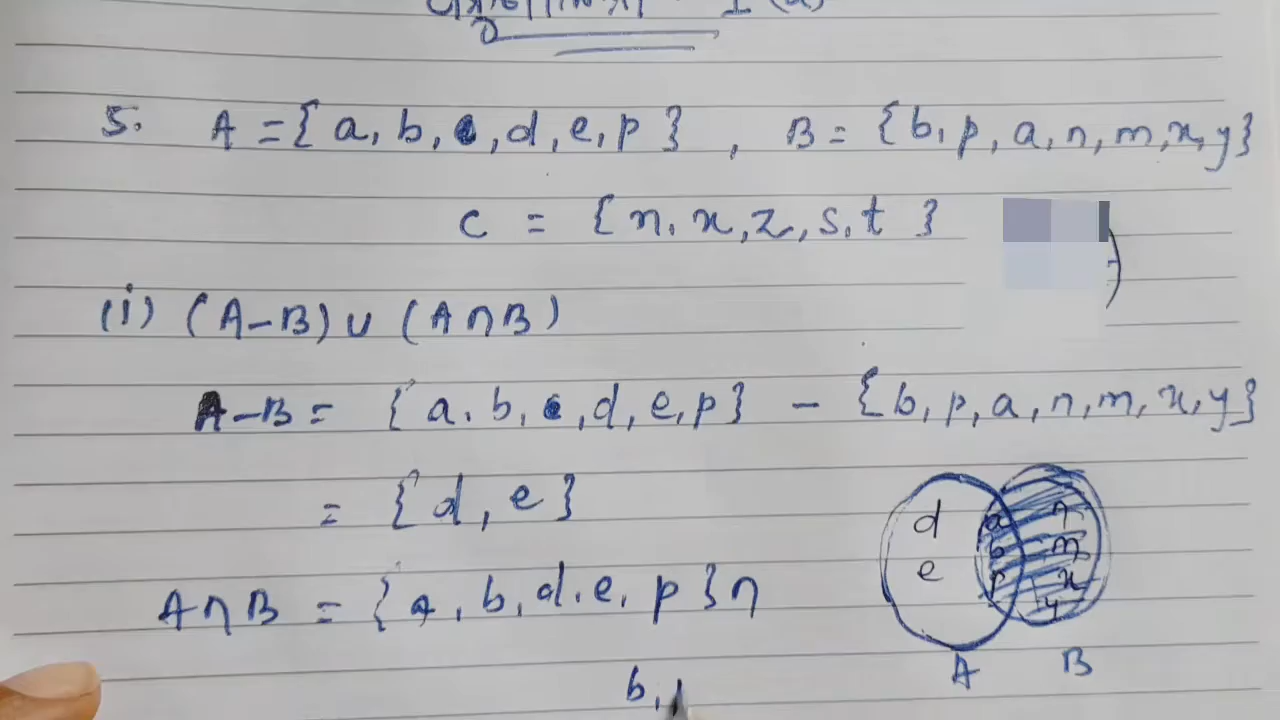 5. A = {a, b, d, e, p} , B = {b, p, a, n, m, x, y}
C = {n, x, z, s, t}
(i) (A-B) ∪ (A∩B)
A-B = {a, b, d, e, p} - {b, p, a, n, m, x, y}
= {d, e}
d a n
b m
e p x
y
A∩B = {a, b, d, e, p} ∩
A B
b,